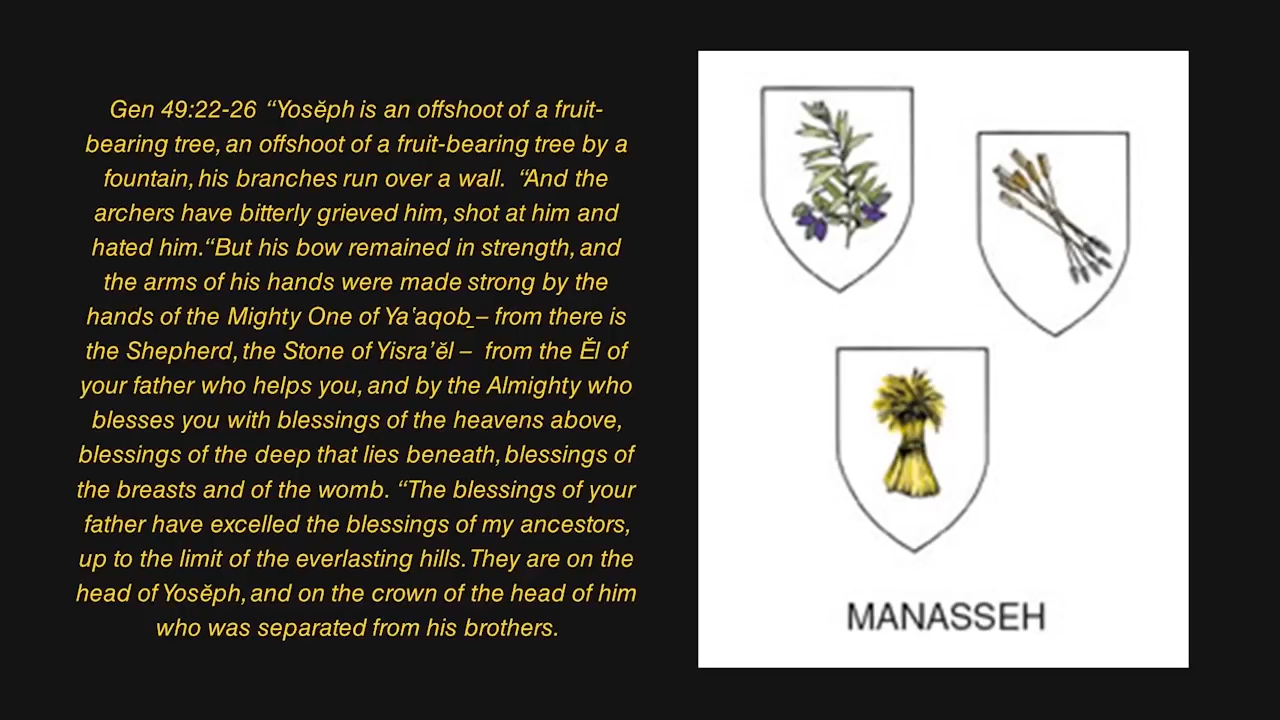 Gen 49:22-26 “Yosĕph is an offshoot of a fruit-
bearing tree, an offshoot of a fruit-bearing tree by a
fountain, his branches run over a wall. “And the
archers have bitterly grieved him, shot at him and
hated him.“But his bow remained in strength, and
the arms of his hands were made strong by the
hands of the Mighty One of Yaʽaqoḇ – from there is
the Shepherd, the Stone of Yisra’ĕl – from the Ĕl of
your father who helps you, and by the Almighty who
blesses you with blessings of the heavens above,
blessings of the deep that lies beneath, blessings of
the breasts and of the womb. “The blessings of your
father have excelled the blessings of my ancestors,
up to the limit of the everlasting hills. They are on the
head of Yosĕph, and on the crown of the head of him
who was separated from his brothers.
MANASSEH